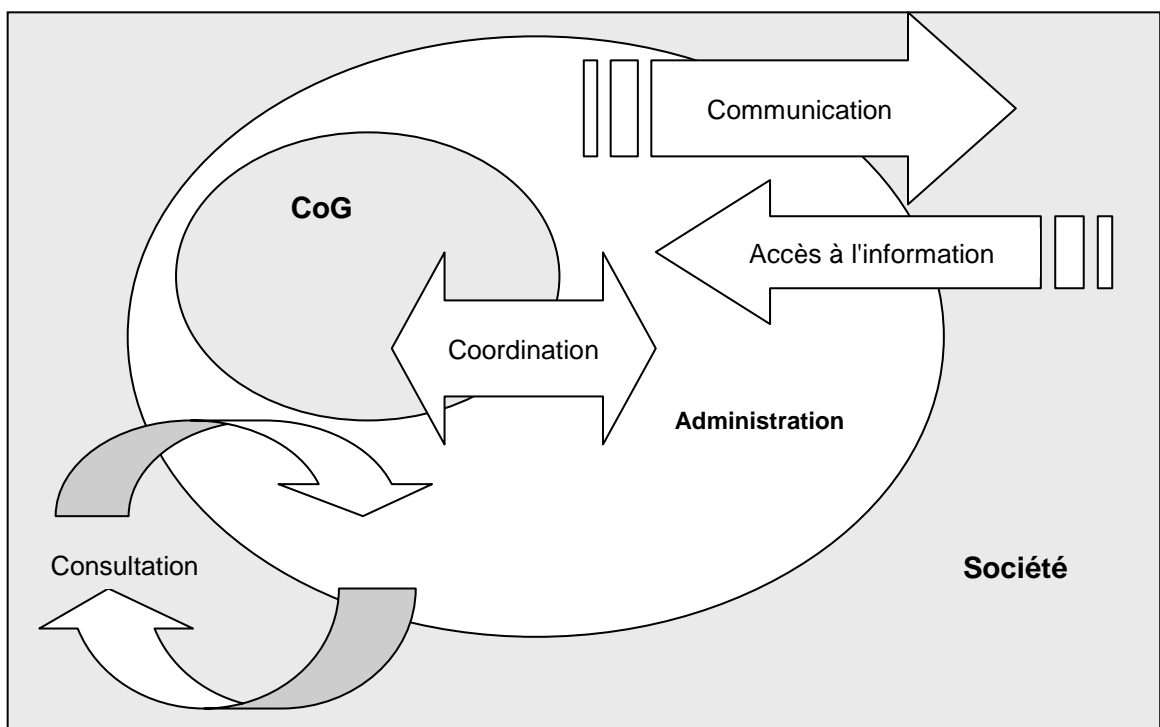 Communication
CoG
Accès à l'information
Coordination
Administration
Consultation
Société